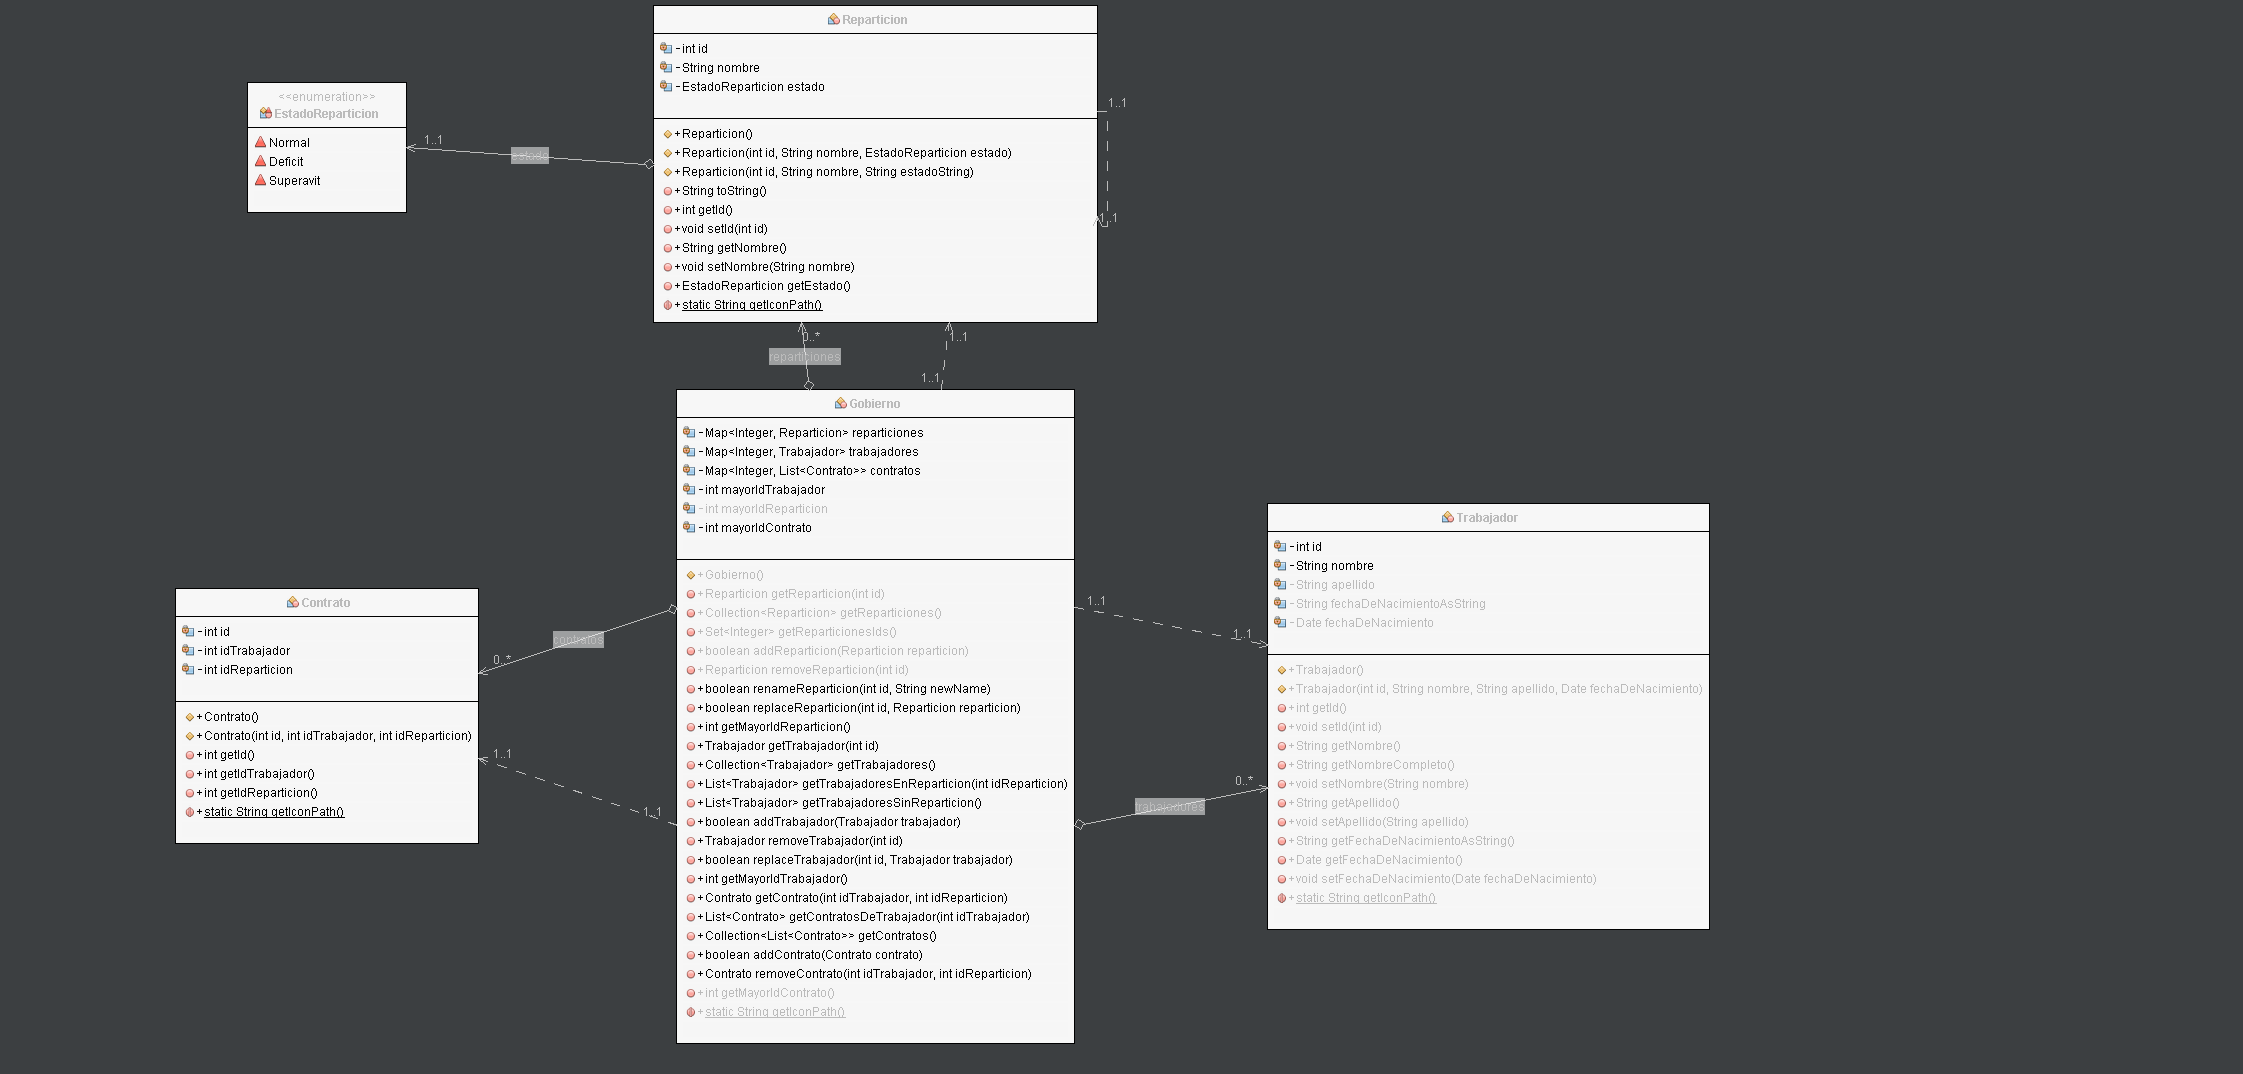 Reparticion
-int id
-String nombre
-EstadoReparticion estado
+Reparticion()
+Reparticion(int id, String nombre, EstadoReparticion estado)
+Reparticion(int id, String nombre, String estadoString)
+String toString()
+int getId()
+void setId(int id)
+String getNombre()
+void setNombre(String nombre)
+EstadoReparticion getEstado()
+static String getIconPath()
1..1
1..1
<<enumeration>>
EstadoReparticion
Normal
Deficit
Superavit
1..1
estado
0..*
reparticiones
1..1
1..1
Gobierno
-Map<Integer, Reparticion> reparticiones
-Map<Integer, Trabajador> trabajadores
-Map<Integer, List<Contrato>> contratos
-int mayorIdTrabajador
-int mayorIdReparticion
-int mayorIdContrato
+Gobierno()
+Reparticion getReparticion(int id)
+Collection<Reparticion> getReparticiones()
+Set<Integer> getReparticionesIds()
+boolean addReparticion(Reparticion reparticion)
+Reparticion removeReparticion(int id)
+boolean renameReparticion(int id, String newName)
+boolean replaceReparticion(int id, Reparticion reparticion)
+int getMayorIdReparticion()
+Trabajador getTrabajador(int id)
+Collection<Trabajador> getTrabajadores()
+List<Trabajador> getTrabajadoresEnReparticion(int idReparticion)
+List<Trabajador> getTrabajadoresSinReparticion()
+boolean addTrabajador(Trabajador trabajador)
+Trabajador removeTrabajador(int id)
+boolean replaceTrabajador(int id, Trabajador trabajador)
+int getMayorIdTrabajador()
+Contrato getContrato(int idTrabajador, int idReparticion)
+List<Contrato> getContratosDeTrabajador(int idTrabajador)
+Collection<List<Contrato>> getContratos()
+boolean addContrato(Contrato contrato)
+Contrato removeContrato(int idTrabajador, int idReparticion)
+int getMayorIdContrato()
+static String getIconPath()
Contrato
-int id
-int idTrabajador
-int idReparticion
+Contrato()
+Contrato(int id, int idTrabajador, int idReparticion)
+int getId()
+int getIdTrabajador()
+int getIdReparticion()
+static String getIconPath()
contratos
0..*
1..1
1..1
1..1
1..1
0..*
trabajadores
Trabajador
-int id
-String nombre
-String apellido
-String fechaDeNacimientoAsString
-Date fechaDeNacimiento
+Trabajador()
+Trabajador(int id, String nombre, String apellido, Date fechaDeNacimiento)
+int getId()
+void setId(int id)
+String getNombre()
+String getNombreCompleto()
+void setNombre(String nombre)
+String getApellido()
+void setApellido(String apellido)
+String getFechaDeNacimientoAsString()
+Date getFechaDeNacimiento()
+void setFechaDeNacimiento(Date fechaDeNacimiento)
+static String getIconPath()